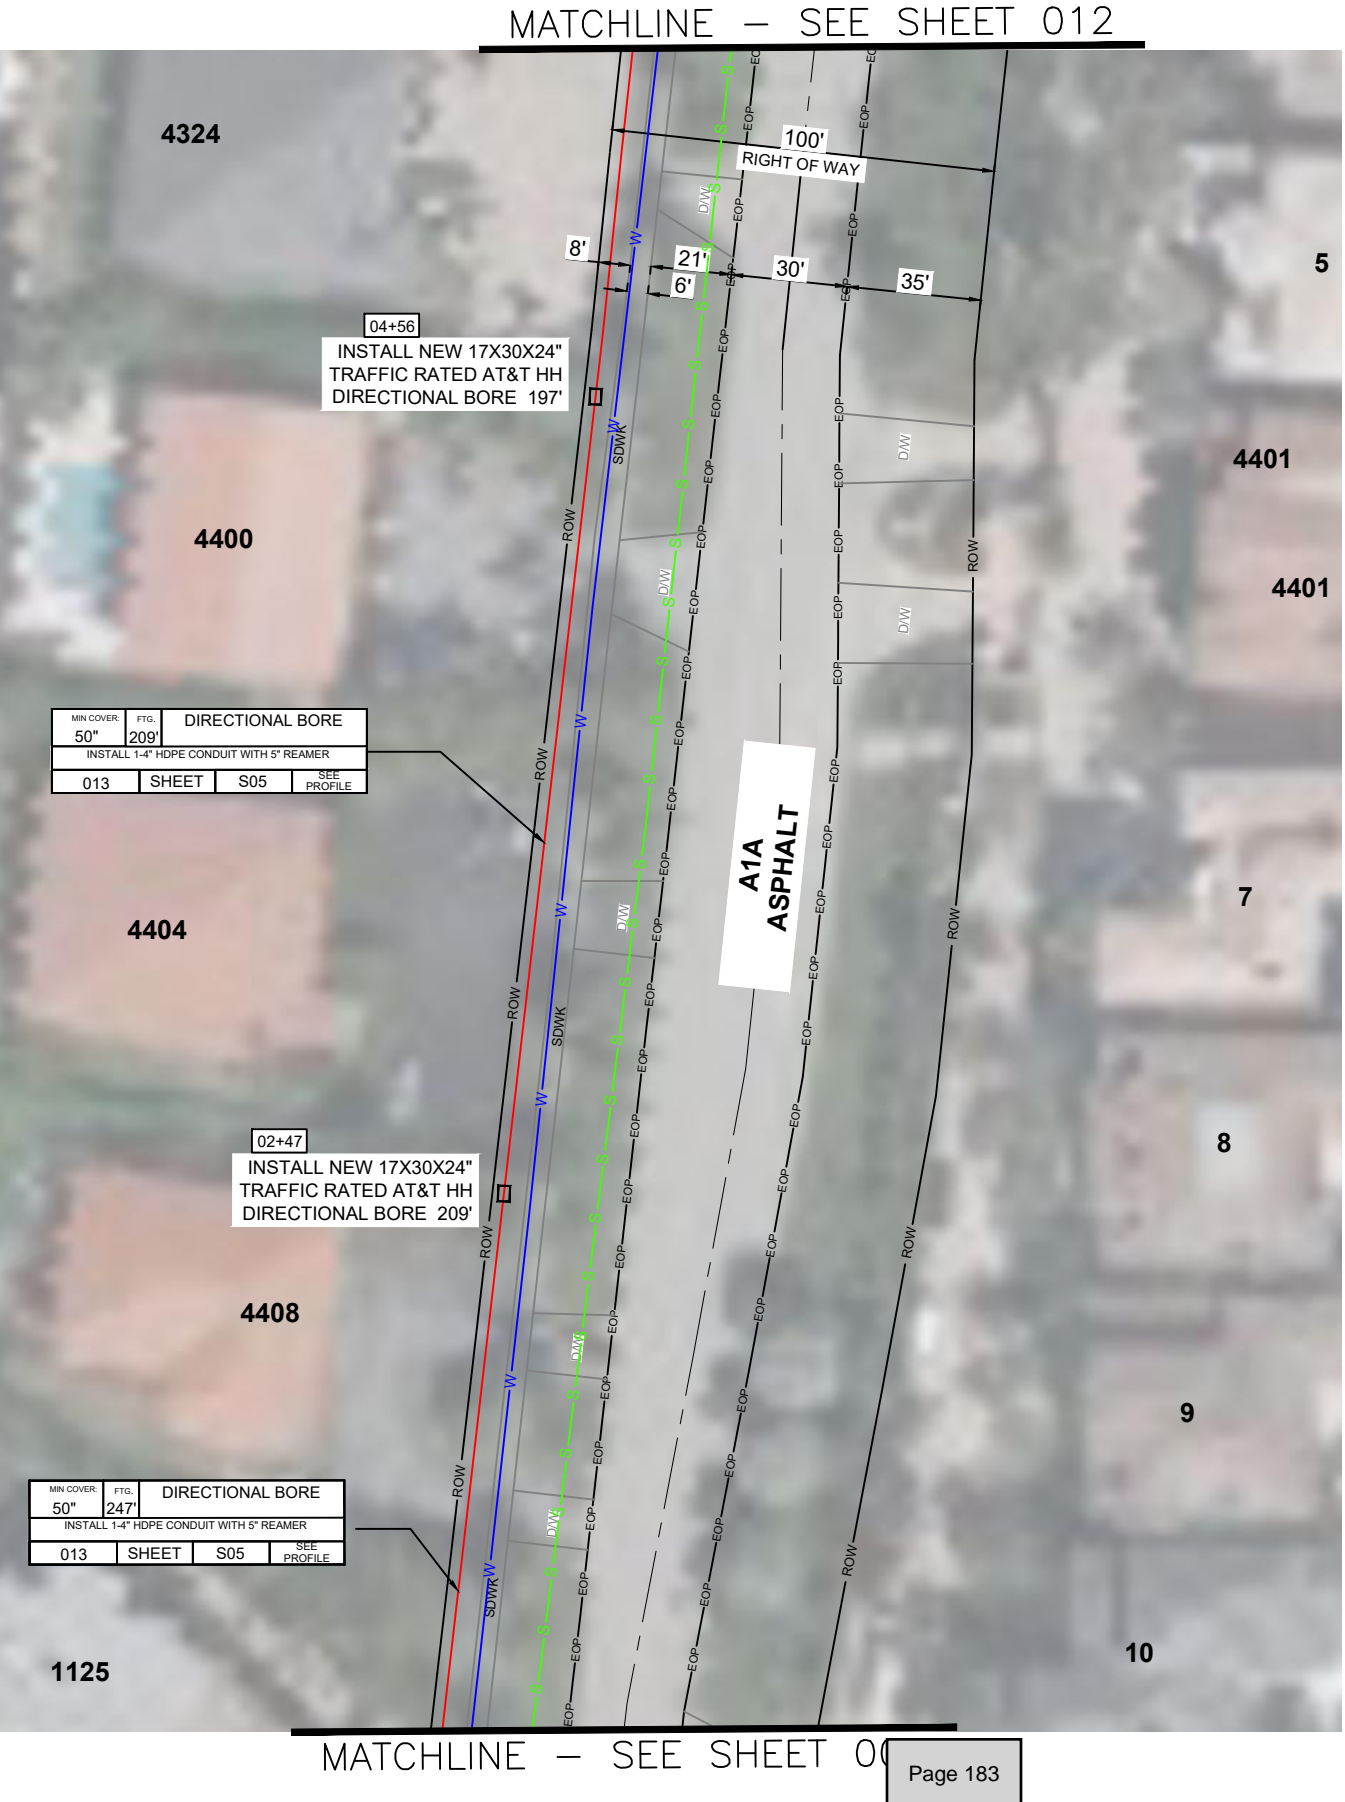 MATCHLINE – SEE SHEET 012
4324
100'
RIGHT OF WAY
8'
21'
6'
30'
35'
5
04+56
INSTALL NEW 17X30X24"
TRAFFIC RATED AT&T HH
DIRECTIONAL BORE 197'
4400
4401
4401
SDWK
ROW
D/W
EOP
W
S
MIN COVER: 50"
FTG. 209'
DIRECTIONAL BORE
INSTALL 1-4" HDPE CONDUIT WITH 5" REAMER
013 SHEET S05 SEE PROFILE
A1A
ASPHALT
7
4404
SDWK
8
02+47
INSTALL NEW 17X30X24"
TRAFFIC RATED AT&T HH
DIRECTIONAL BORE 209'
4408
9
MIN COVER: 50"
FTG. 247'
DIRECTIONAL BORE
INSTALL 1-4" HDPE CONDUIT WITH 5" REAMER
013 SHEET S05 SEE PROFILE
SDWK
1125
10
MATCHLINE – SEE SHEET
Page 183